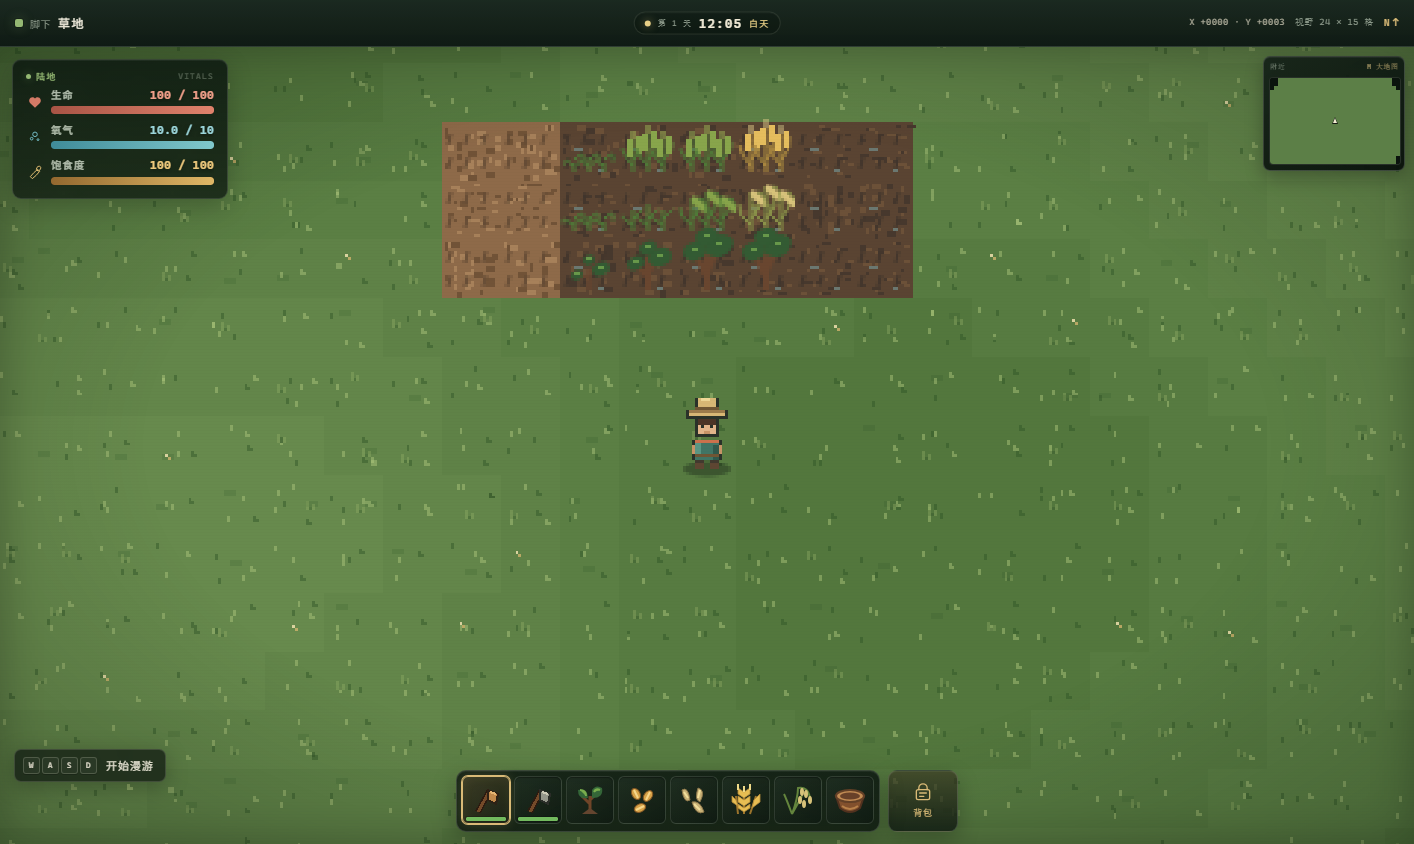 脚下 草地
第 1 天 12:05 白天
X +0000 · Y +0003 视野 24 × 15 格 N↑
陆地 VITALS
生命 100 / 100
氧气 10.0 / 10
饱食度 100 / 100
附近 M 大地图
W A S D 开始漫游
背包